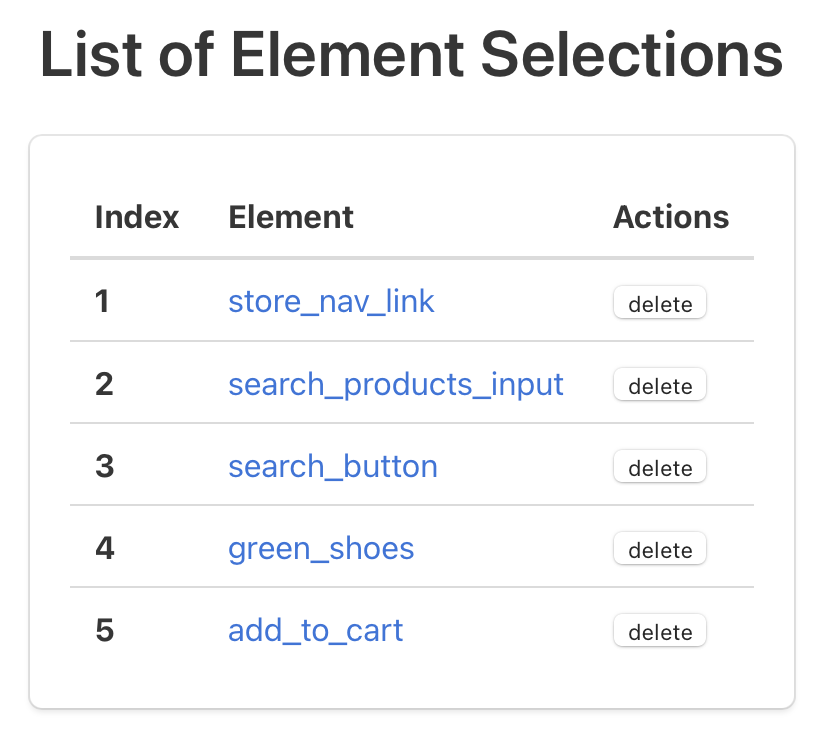 List of Element Selections
Index Element Actions
1 store_nav_link delete
2 search_products_input delete
3 search_button delete
4 green_shoes delete
5 add_to_cart delete